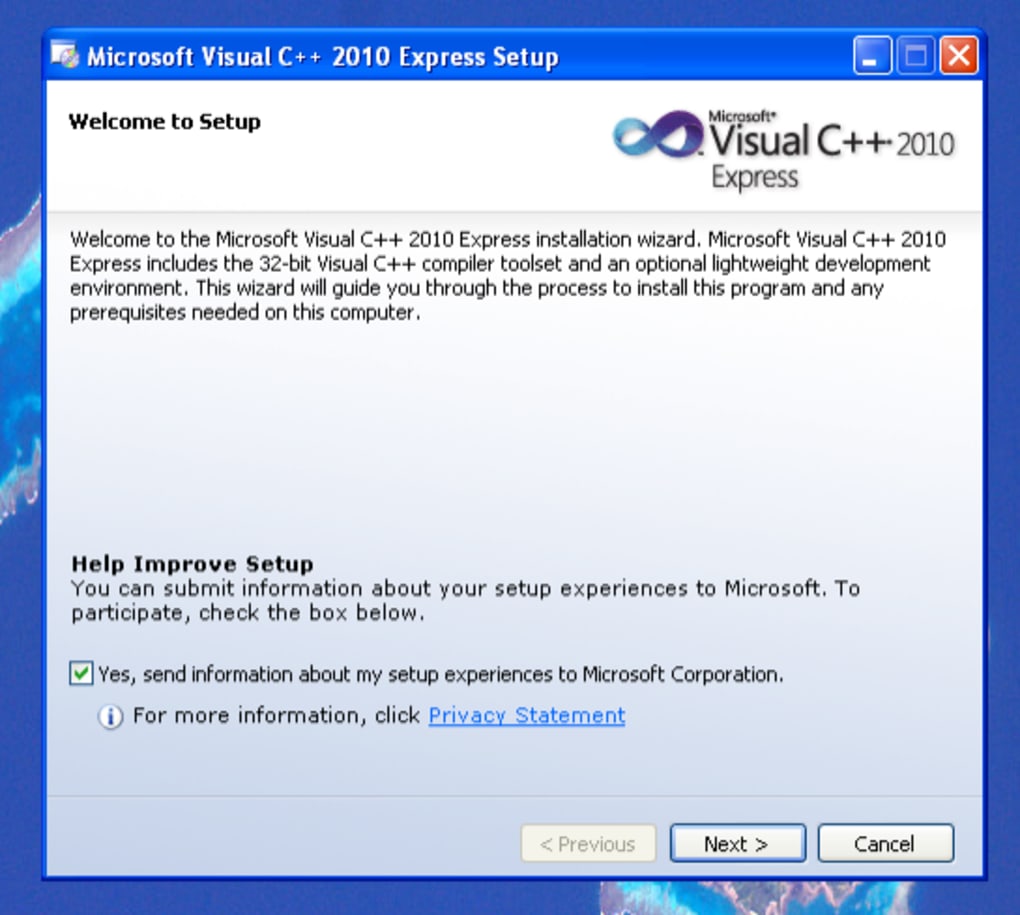 Microsoft Visual C++ 2010 Express Setup
Welcome to Setup
Microsoft®
Visual C++ 2010
Express
Welcome to the Microsoft Visual C++ 2010 Express installation wizard. Microsoft Visual C++ 2010
Express includes the 32-bit Visual C++ compiler toolset and an optional lightweight development
environment. This wizard will guide you through the process to install this program and any
prerequisites needed on this computer.
Help Improve Setup
You can submit information about your setup experiences to Microsoft. To
participate, check the box below.
Yes, send information about my setup experiences to Microsoft Corporation.
For more information, click Privacy Statement
< Previous Next > Cancel